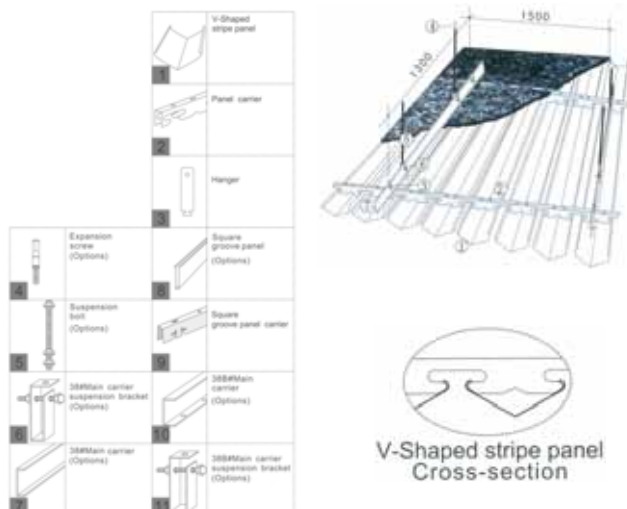 V-Shaped
stripe panel
1
Panel carrier
2
Hanger
3
Expansion
screw
(Options)
4
Square
groove panel
(Options)
8
Suspension
bolt
(Options)
5
Square
groove panel carrier
9
38#Main carrier
suspension bracket
(Options)
6
38B#Main
carrier
(Options)
10
38#Main carrier
(Options)
7
38B#Main carrier
suspension bracket
(Options)
11
1500
1300
V-Shaped stripe panel
Cross-section